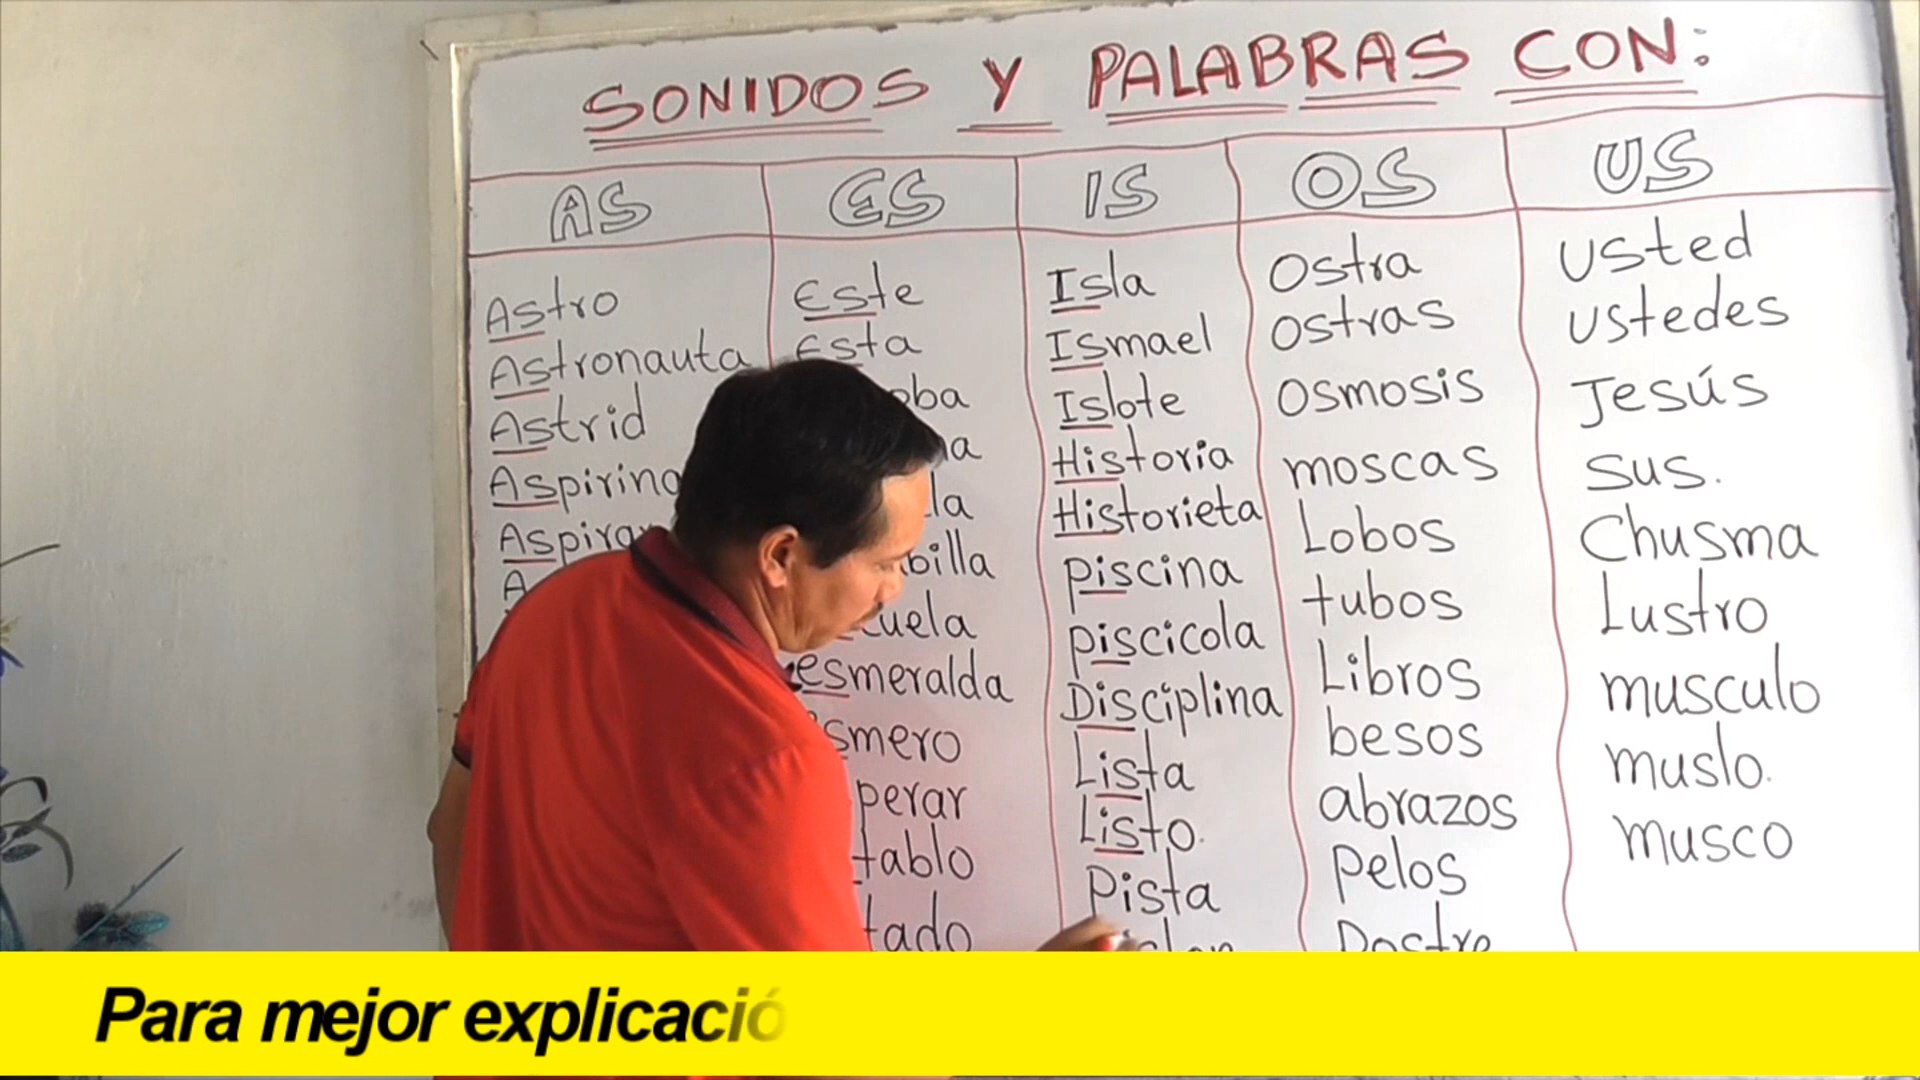 SONIDOS Y PALABRAS CON:
AS ES IS OS US
Astro
Astronauta
Astrid
Este
Esta
esmeralda
Isla
Ismael
Islote
Historia
Historieta
Piscina
Piscicola
Disciplina
Lista
Listo.
Pista
Ostra
Ostras
Osmosis
moscas
Lobos
tubos
Libros
besos
abrazos
Pelos
Usted
Ustedes
Jesús
Sus.
Chusma
Lustro
musculo
muslo.
musco
Para mejor explicació